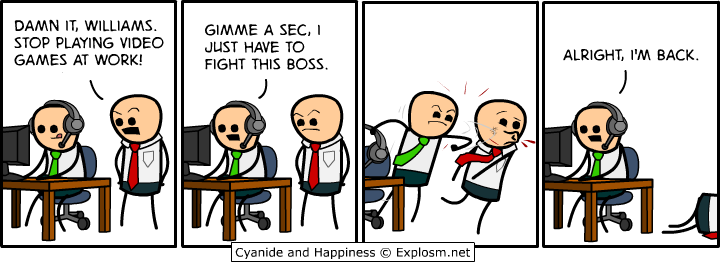 DAMN IT, WILLIAMS.
STOP PLAYING VIDEO
GAMES AT WORK!
GIMME A SEC, I
JUST HAVE TO
FIGHT THIS BOSS.
ALRIGHT, I'M BACK.
Cyanide and Happiness © Explosm.net